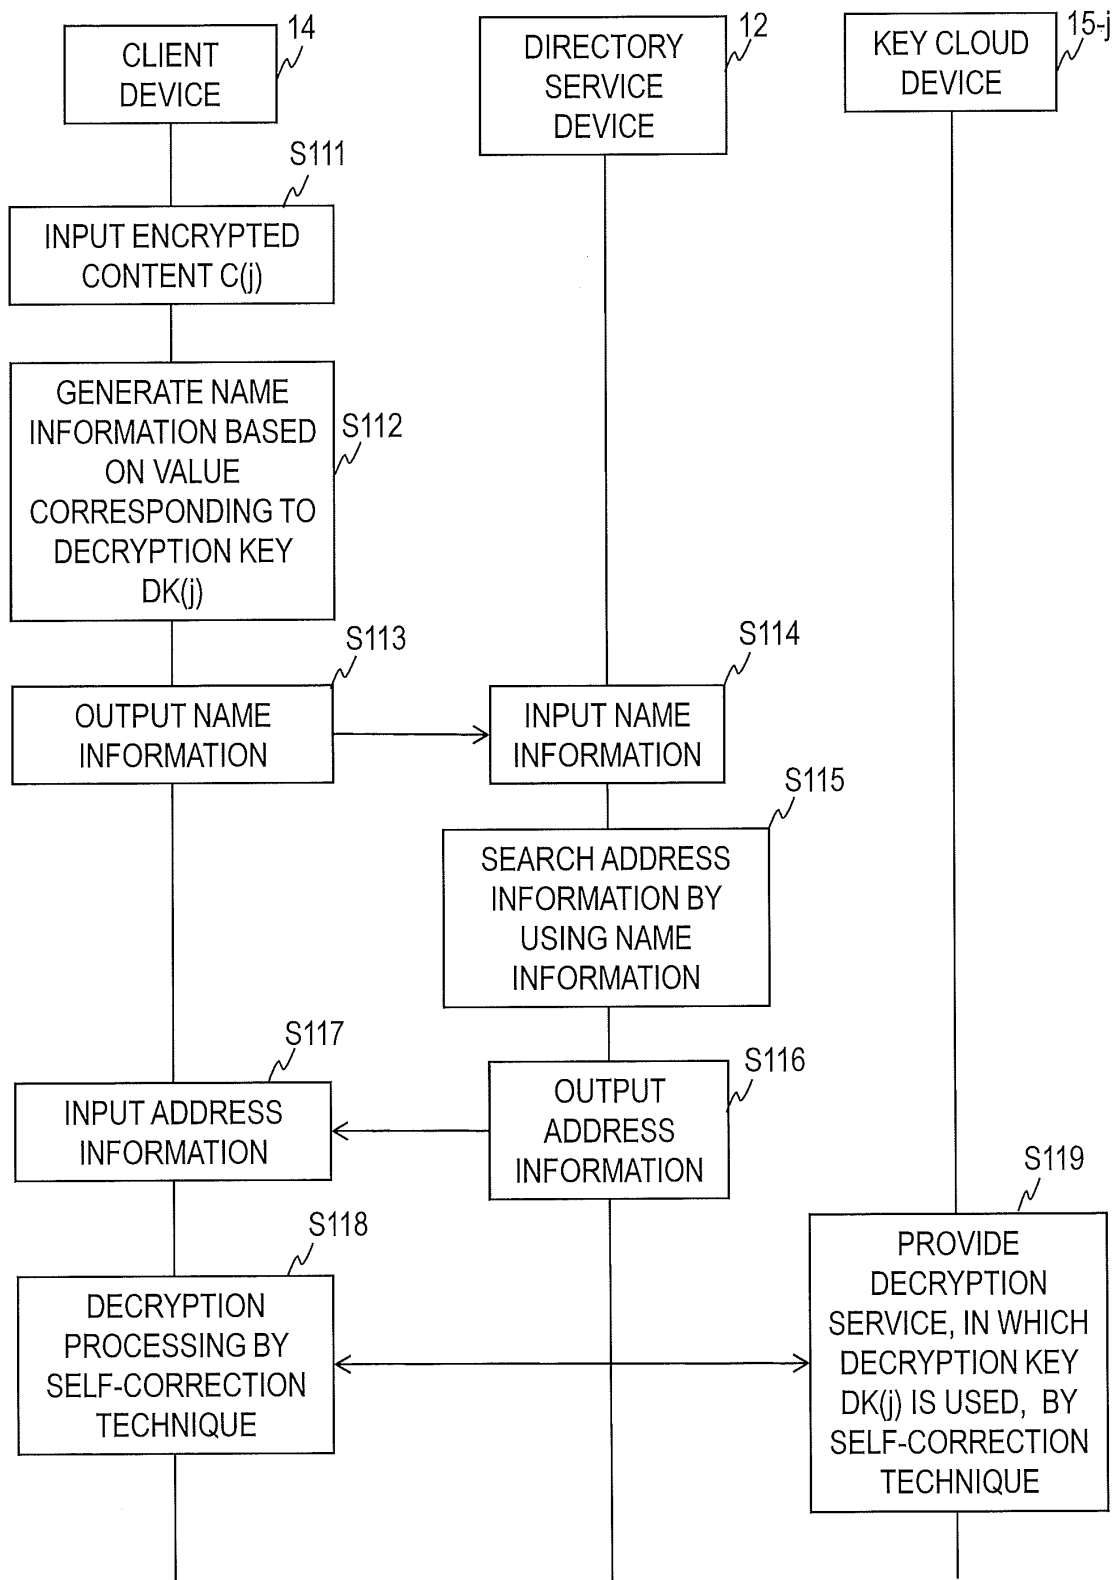 14
CLIENT
DEVICE
12
DIRECTORY
SERVICE
DEVICE
15-j
KEY CLOUD
DEVICE
S111
INPUT ENCRYPTED
CONTENT C(j)
S112
GENERATE NAME
INFORMATION BASED
ON VALUE
CORRESPONDING TO
DECRYPTION KEY
DK(j)
S113
OUTPUT NAME
INFORMATION
S114
INPUT NAME
INFORMATION
S115
SEARCH ADDRESS
INFORMATION BY
USING NAME
INFORMATION
S116
OUTPUT
ADDRESS
INFORMATION
S117
INPUT ADDRESS
INFORMATION
S118
DECRYPTION
PROCESSING BY
SELF-CORRECTION
TECHNIQUE
S119
PROVIDE
DECRYPTION
SERVICE, IN WHICH
DECRYPTION KEY
DK(j) IS USED, BY
SELF-CORRECTION
TECHNIQUE